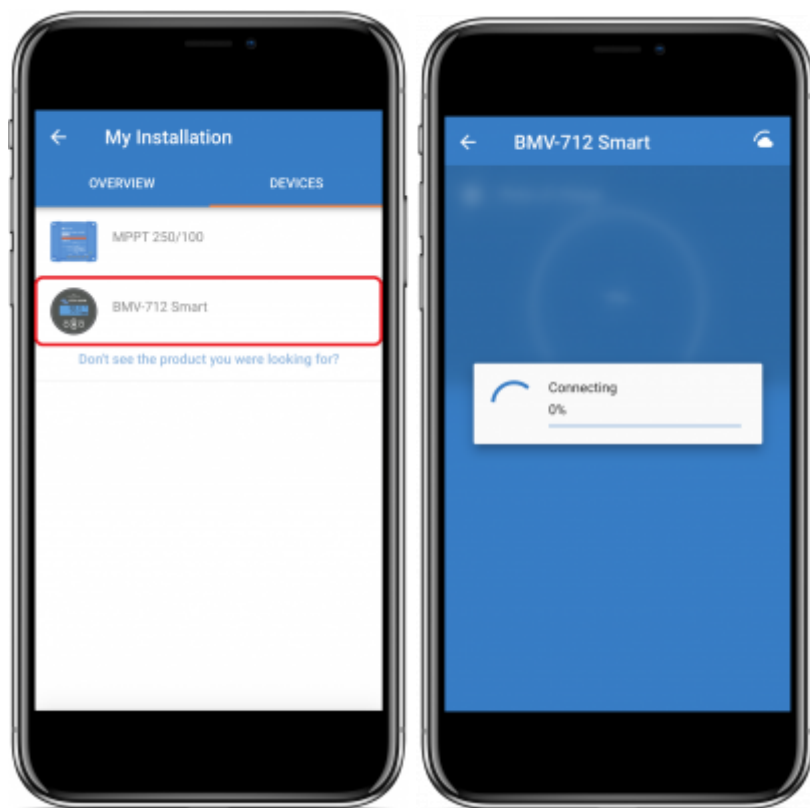 My Installation
OVERVIEW DEVICES
MPPT 250/100
BMV-712 Smart
Don't see the product you were looking for?
BMV-712 Smart
Connecting
0%